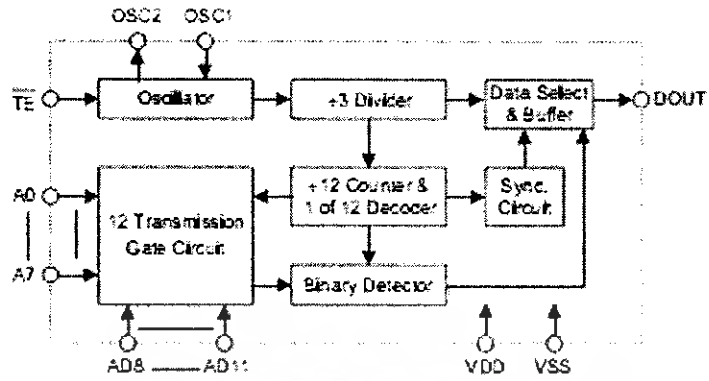 OSC2 OSC1
TE
Oscillator
÷3 Divider
Data Select
& Buffer
DOUT
A0
A7
12 Transmission
Gate Circuit
÷12 Counter &
1 of 12 Decoder
Sync.
Circuit
Binary Detector
AD8 AD11
VDD VSS